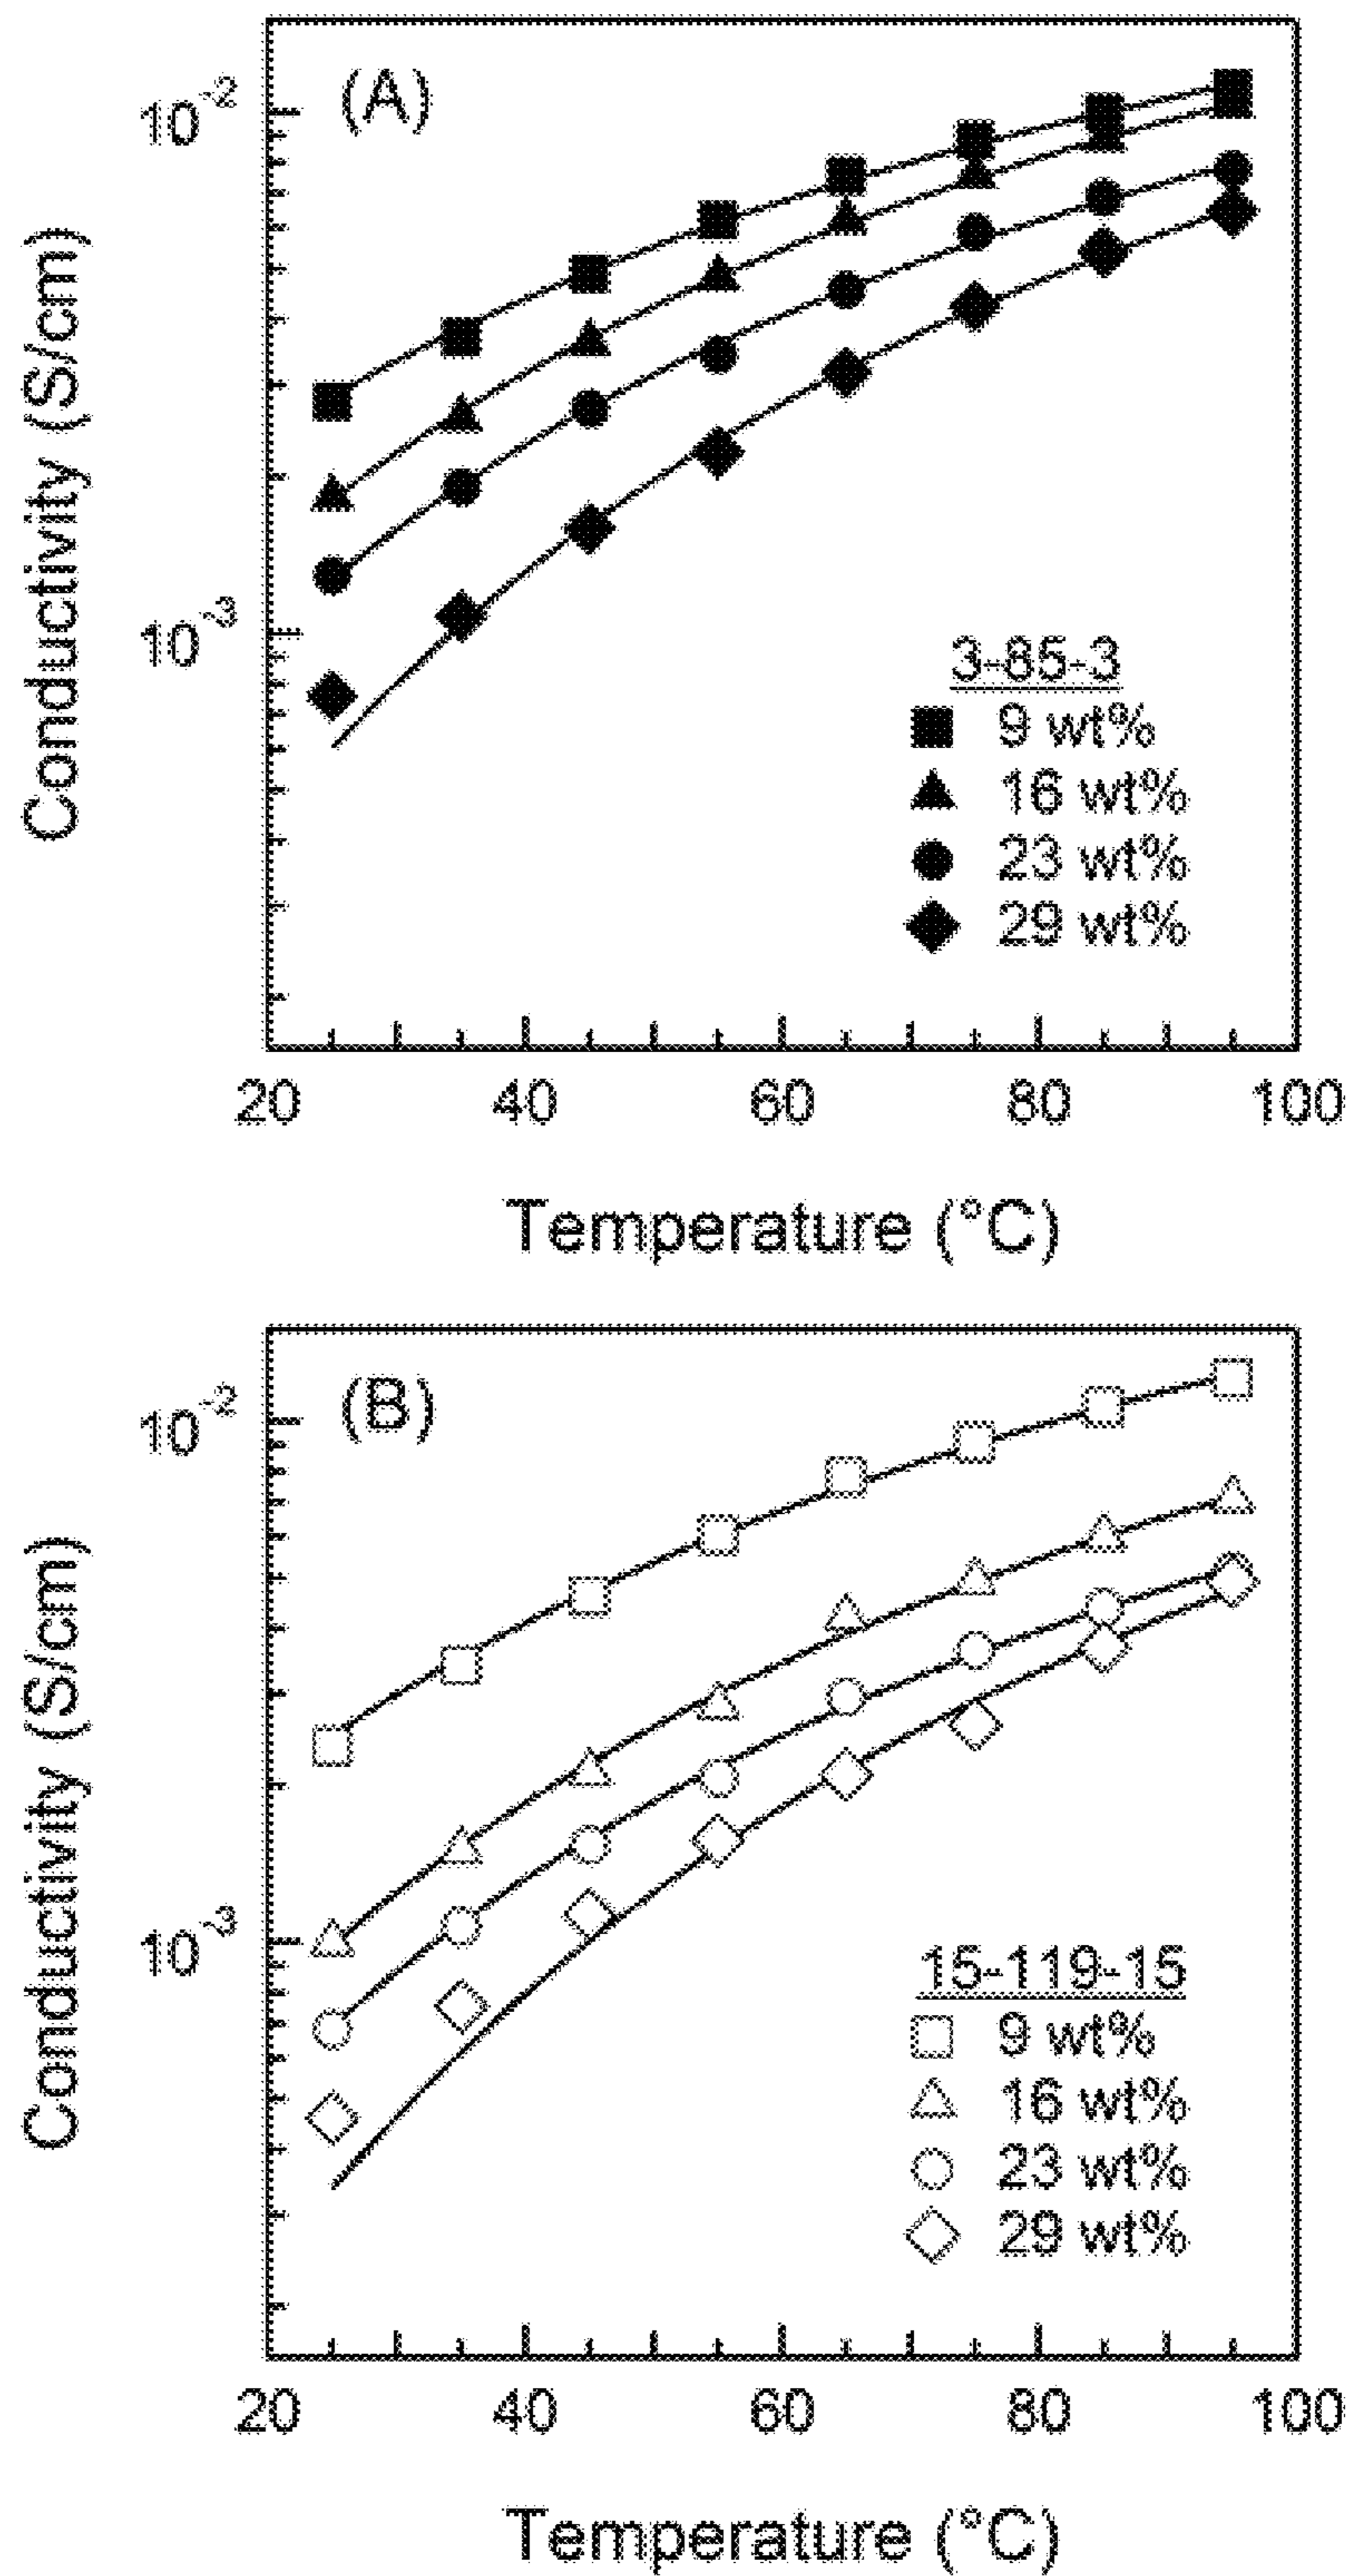 (A)
10⁻²
10⁻³
Conductivity (S/cm)
3-85-3
9 wt%
16 wt%
23 wt%
29 wt%
20 40 60 80 100
Temperature (°C)
(B)
10⁻²
10⁻³
Conductivity (S/cm)
15-119-15
9 wt%
16 wt%
23 wt%
29 wt%
20 40 60 80 100
Temperature (°C)